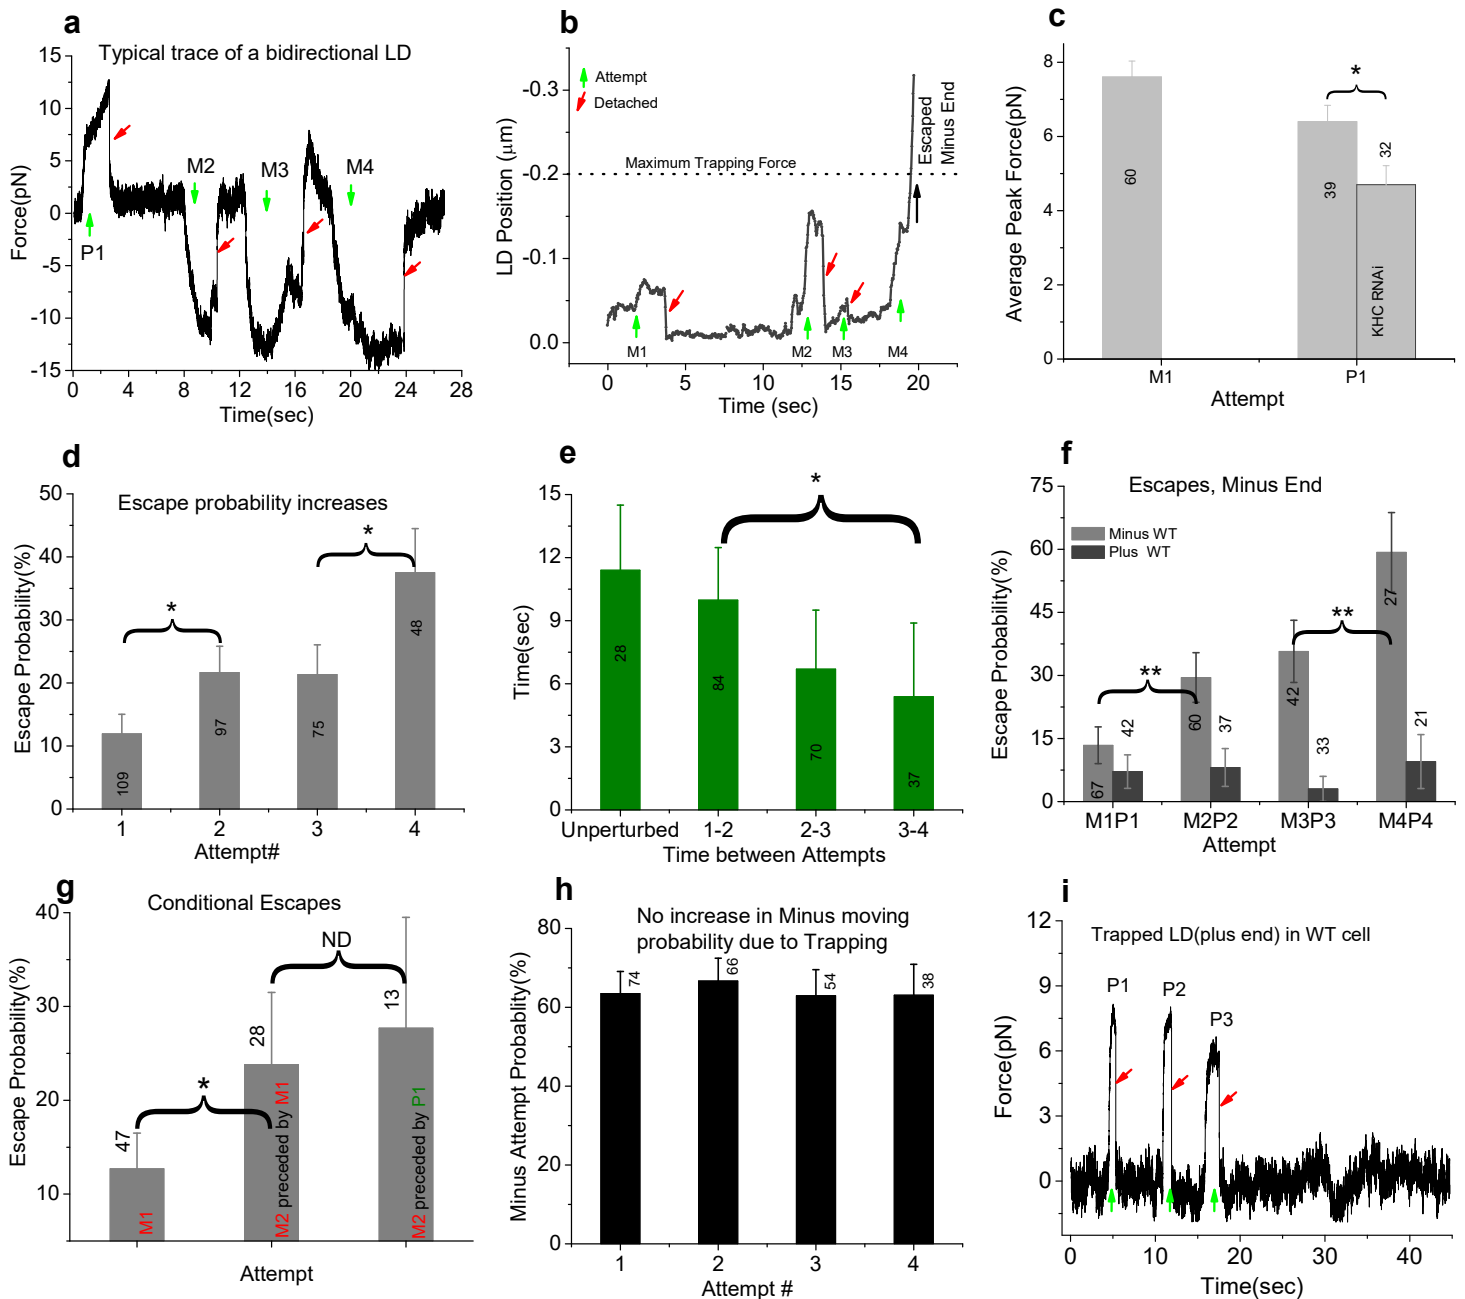 a
Typical trace of a bidirectional LD
15
10
5
0
-5
-10
-15
Force(pN)
P1
M2
M3
M4
0 4 8 12 16 20 24 28
Time(sec)
b
Attempt
Detached
Maximum Trapping Force
Escaped
Minus End
-0.3
-0.2
-0.1
0.0
LD Position (μm)
M1
M2
M3
M4
0 5 10 15 20
Time (sec)
c
8
6
4
2
0
Average Peak Force(pN)
60
39
32
KHC RNAi
*
M1 P1
Attempt
d
Escape probability increases
50
40
30
20
10
0
Escape Probability(%)
*
*
109
97
75
48
1 2 3 4
Attempt#
e
15
12
9
6
3
0
Time(sec)
*
28
84
70
37
Unperturbed 1-2 2-3 3-4
Time between Attempts
f
Escapes, Minus End
Minus WT
Plus WT
75
60
45
30
15
0
Escape Probability(%)
**
**
67
42
60
37
42
33
27
21
M1P1 M2P2 M3P3 M4P4
Attempt
g
Conditional Escapes
40
30
20
10
Escape Probability(%)
ND
*
47
28
13
M1
M2 preceded by M1
M2 preceded by P1
Attempt
h
No increase in Minus moving
probability due to Trapping
80
60
40
20
0
Minus Attempt Probablity(%)
74
66
54
38
1 2 3 4
Attempt #
i
Trapped LD(plus end) in WT cell
12
9
6
3
0
Force(pN)
P1
P2
P3
0 10 20 30 40
Time(sec)